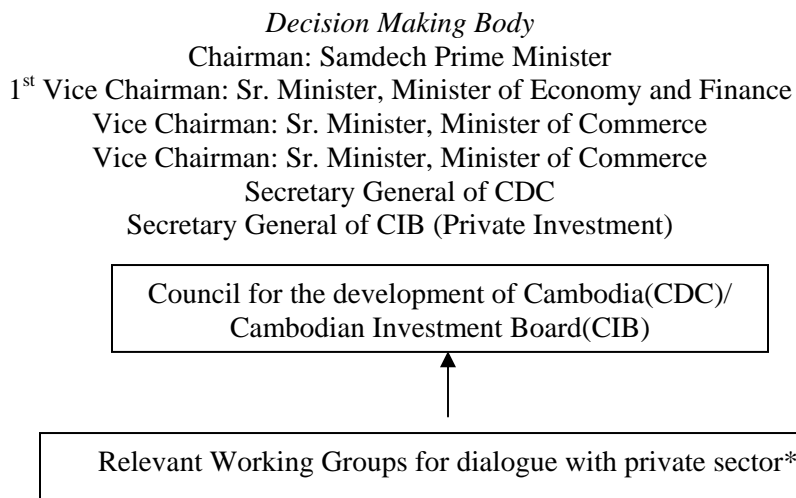 Decision Making Body
Chairman: Samdech Prime Minister
1st Vice Chairman: Sr. Minister, Minister of Economy and Finance
Vice Chairman: Sr. Minister, Minister of Commerce
Vice Chairman: Sr. Minister, Minister of Commerce
Secretary General of CDC
Secretary General of CIB (Private Investment)
Council for the development of Cambodia(CDC)/
Cambodian Investment Board(CIB)
Relevant Working Groups for dialogue with private sector*